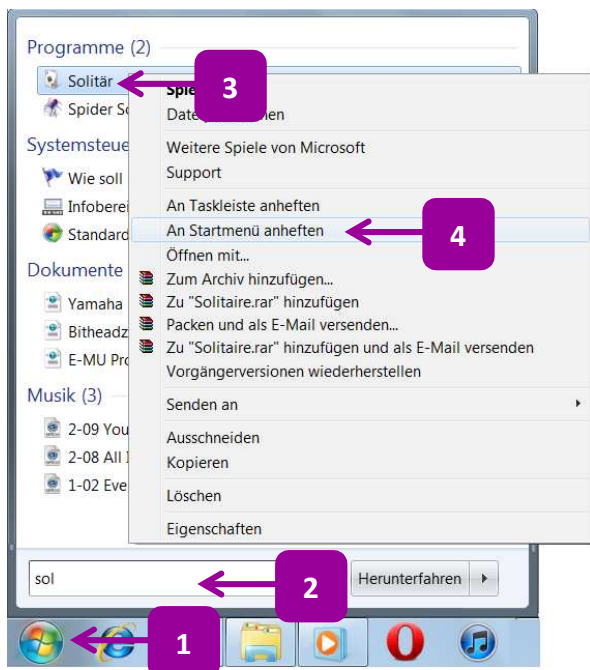 Programme (2)
Solitär
3
Spider
Systemsteue
Wie soll
Infoberei
Standard
Dokumente
Yamaha
Bitheadz
E-MU
Musik (3)
2-09 You
2-08 All
1-02 Eve
Weitere Spiele von Microsoft
Support
An Taskleiste anheften
An Startmenü anheften
4
Öffnen mit...
Zum Archiv hinzufügen...
Zu "Solitaire.rar" hinzufügen
Packen und als E-Mail versenden...
Zu "Solitaire.rar" hinzufügen und als E-Mail versenden
Vorgängerversionen wiederherstellen
Senden an
Ausschneiden
Kopieren
Löschen
Eigenschaften
sol
2
Herunterfahren
1